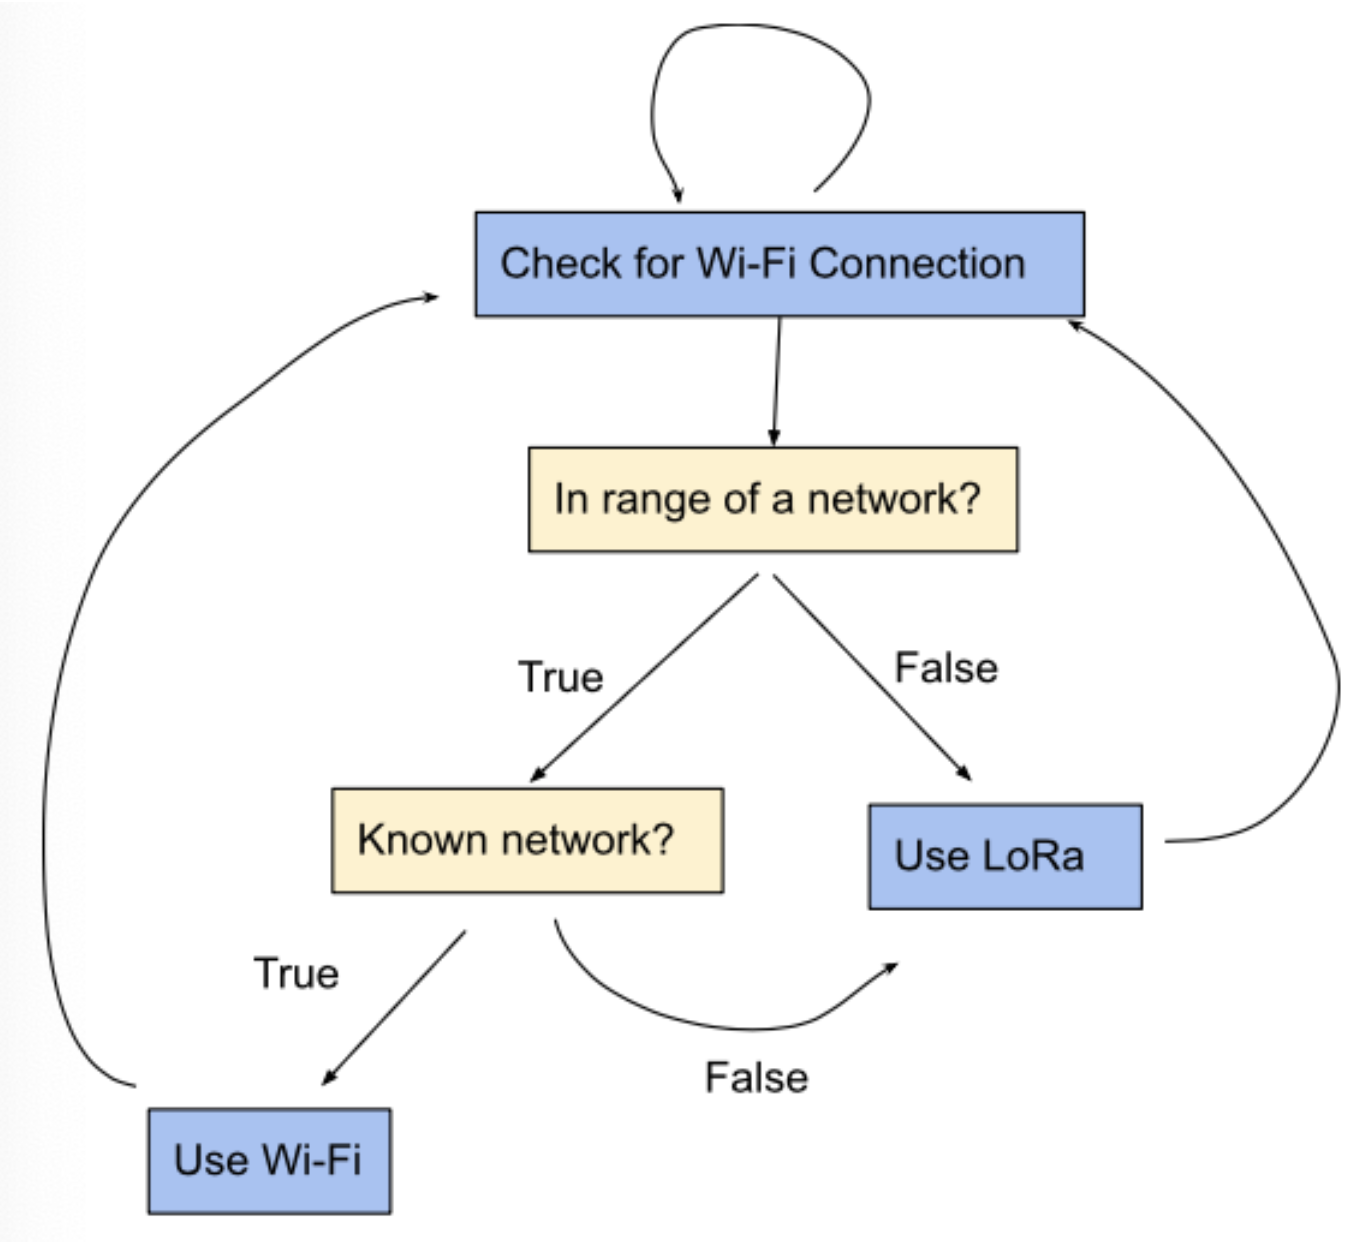 Check for Wi-Fi Connection
In range of a network?
True
False
Known network?
Use LoRa
True
False
Use Wi-Fi